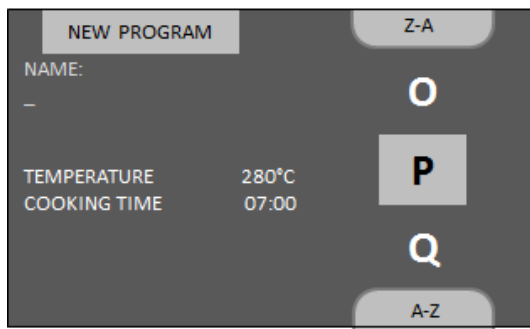 NEW PROGRAM
NAME:
_
TEMPERATURE 280°C
COOKING TIME 07:00
Z-A
O
P
Q
A-Z